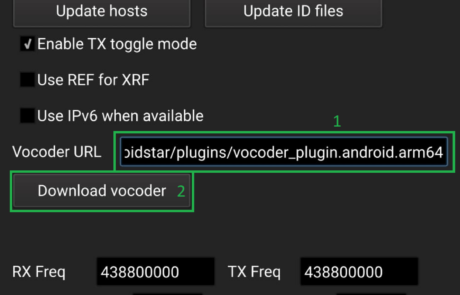 Update hosts Update ID files
Enable TX toggle mode
Use REF for XRF
Use IPv6 when available
1
Vocoder URL oidstar/plugins/vocoder_plugin.android.arm64
Download vocoder 2
RX Freq 438800000 TX Freq 438800000